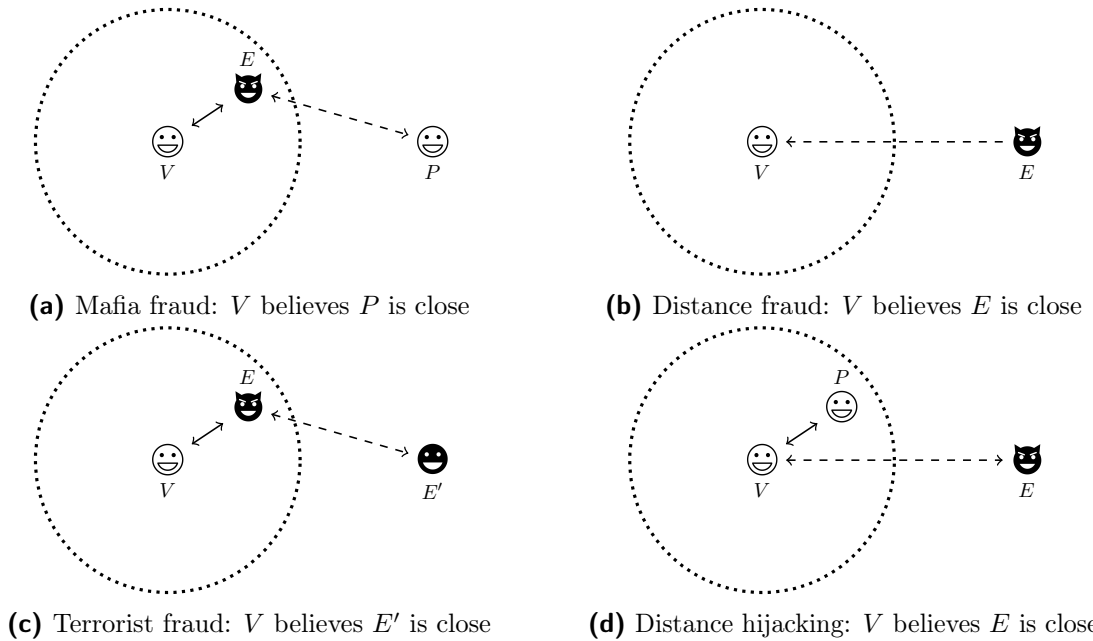 E
V
P
V
E
(a) Mafia fraud: V believes P is close
(b) Distance fraud: V believes E is close
E
V
E′
P
V
E
(c) Terrorist fraud: V believes E′ is close
(d) Distance hijacking: V believes E is close